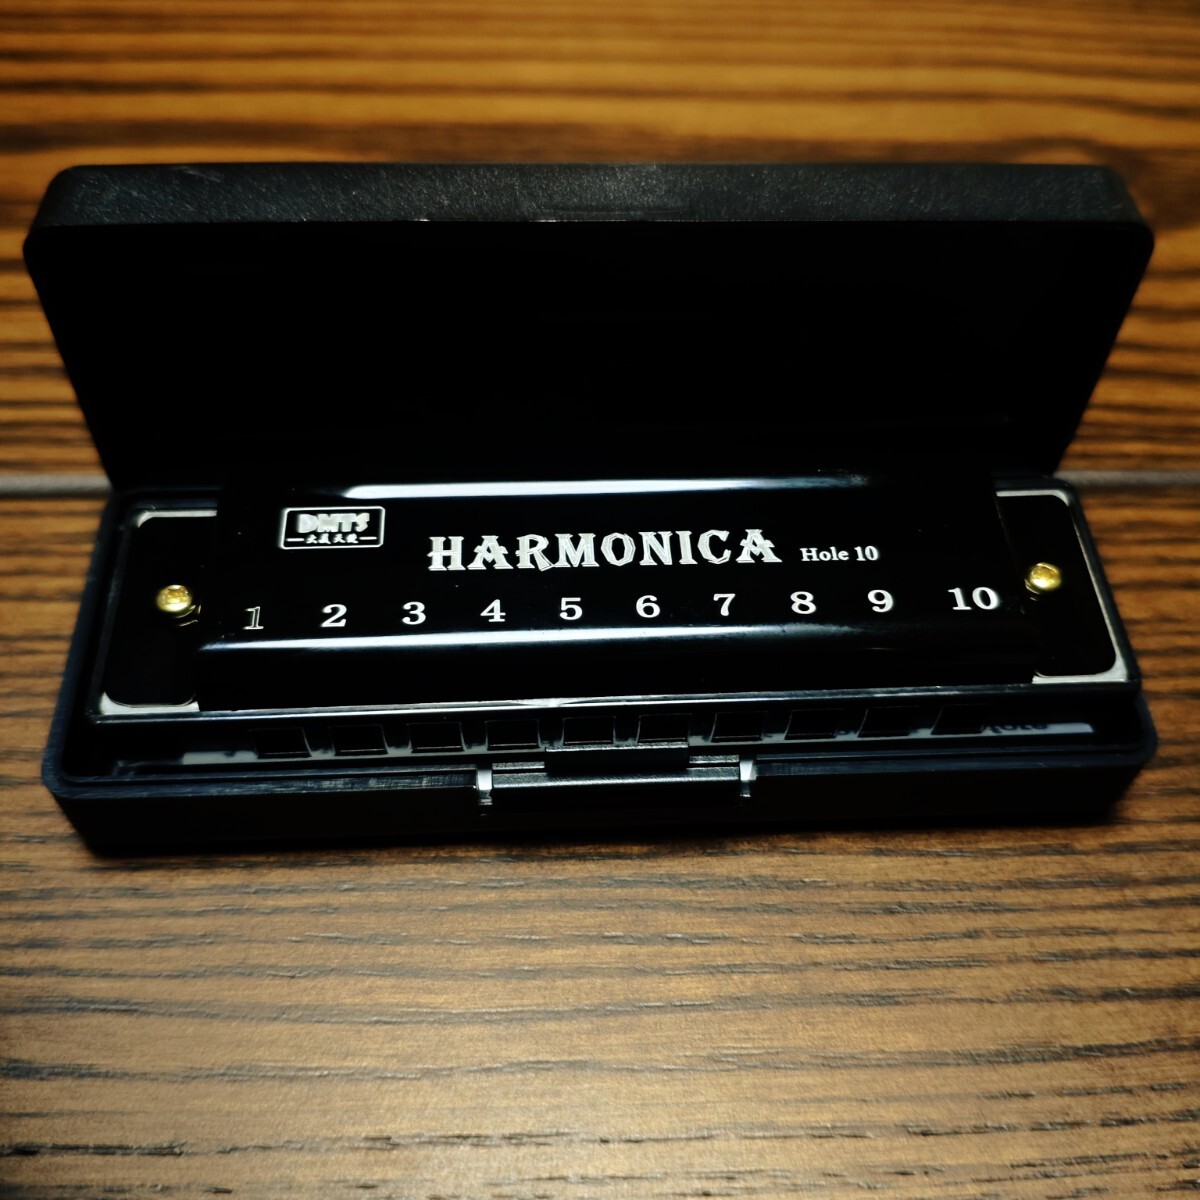 DMTS
HARMONICA Hole 10
1 2 3 4 5 6 7 8 9 10